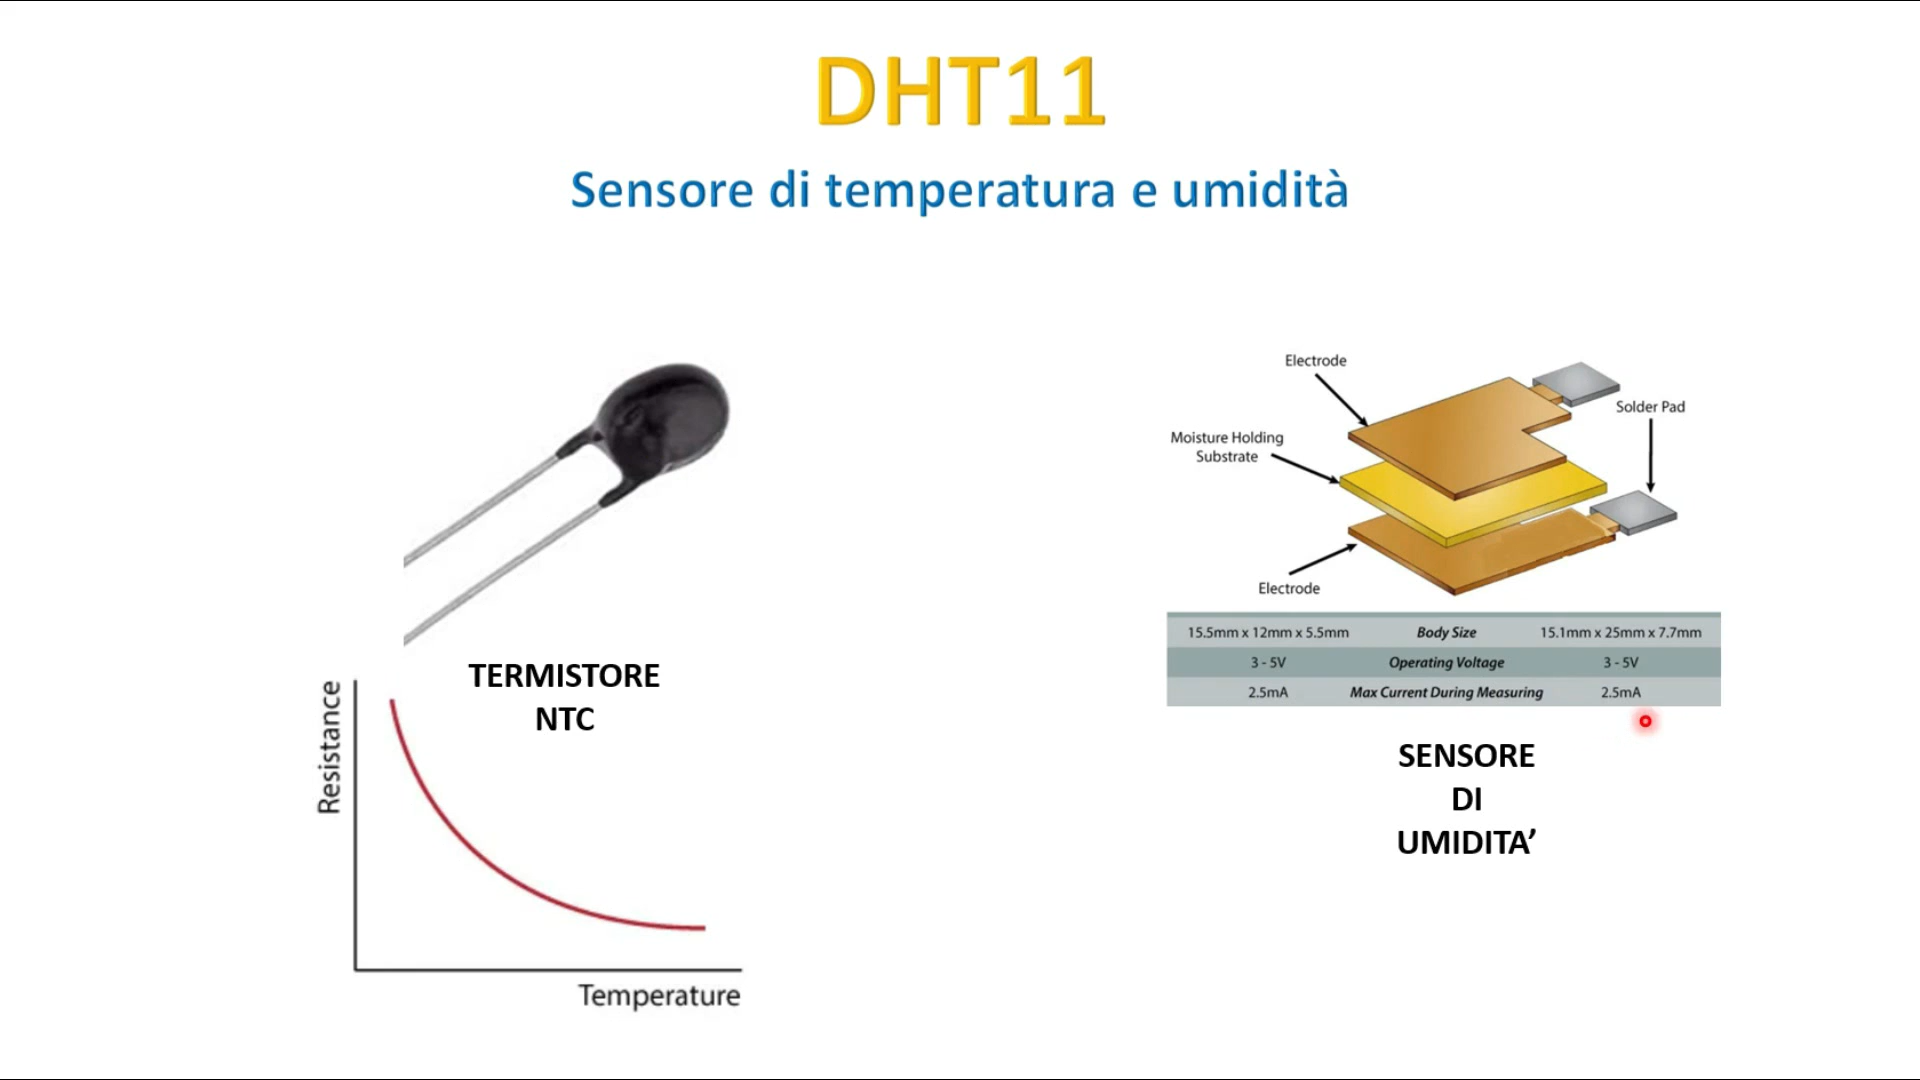 DHT11
Sensore di temperatura e umidità
TERMISTORE
NTC
Resistance
Temperature
Electrode
Solder Pad
Moisture Holding
Substrate
Electrode
15.5mm x 12mm x 5.5mm Body Size 15.1mm x 25mm x 7.7mm
3 - 5V Operating Voltage 3 - 5V
2.5mA Max Current During Measuring 2.5mA
SENSORE
DI
UMIDITA’